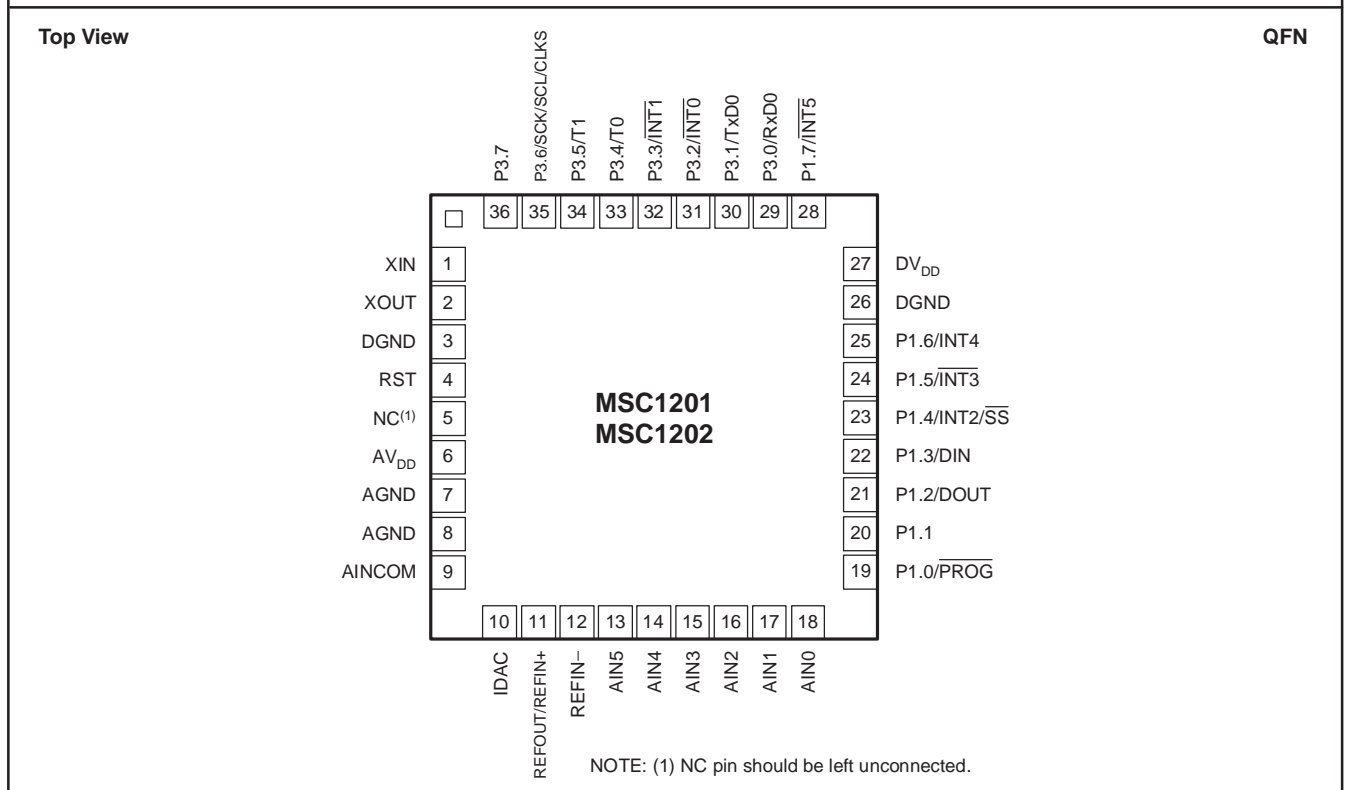 Top View
QFN
P3.7
P3.6/SCK/SCL/CLKS
P3.5/T1
P3.4/T0
P3.3/INT1
P3.2/INT0
P3.1/TxD0
P3.0/RxD0
P1.7/INT5
36 35 34 33 32 31 30 29 28
XIN 1
XOUT 2
DGND 3
RST 4
NC(1) 5
AVDD 6
AGND 7
AGND 8
AINCOM 9
MSC1201
MSC1202
27 DVDD
26 DGND
25 P1.6/INT4
24 P1.5/INT3
23 P1.4/INT2/SS
22 P1.3/DIN
21 P1.2/DOUT
20 P1.1
19 P1.0/PROG
10 11 12 13 14 15 16 17 18
IDAC
REFOUT/REFIN+
REFIN−
AIN5
AIN4
AIN3
AIN2
AIN1
AIN0
NOTE: (1) NC pin should be left unconnected.